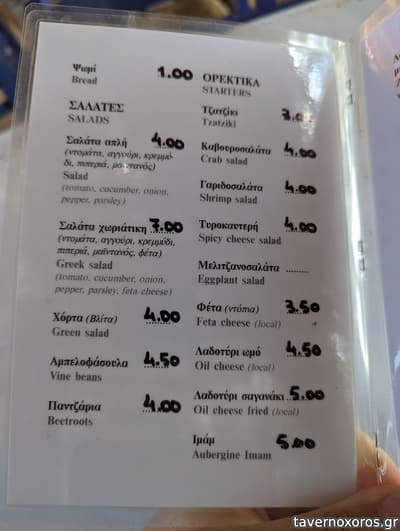 Ψωμί 1.00
Bread
ΣΑΛΑΤΕΣ
SALADS
Σαλάτα απλή 4.00
(ντομάτα, αγγούρι, κρεμμύ-
δι, πιπεριά, μαϊντανός)
Salad
(tomato, cucumber, onion,
pepper, parsley)
Σαλάτα χωριάτικη 7.00
(ντομάτα, αγγούρι, κρεμμύδι,
πιπεριά, μαϊντανός, φέτα)
Greek salad
(tomato, cucumber, onion,
pepper, parsley, feta cheese)
Χόρτα (Βλίτα) 4.00
Green salad
Αμπελοφάσουλα 4.50
Vine beans
Παντζάρια 4.00
Beetroots
ΟΡΕΚΤΙΚΑ
STARTERS
Τζατζίκι 3.00
Tzatziki
Καβουροσαλάτα 4.00
Crab salad
Γαριδοσαλάτα 4.00
Shrimp salad
Τυροκαυτερή 4.00
Spicy cheese salad
Μελιτζανοσαλάτα ..........
Eggplant salad
Φέτα (ντόπια) 3.50
Feta cheese (local)
Λαδοτύρι ωμό 4.50
Oil cheese (local)
Λαδοτύρι σαγανάκι 5.00
Oil cheese fried (local)
Ιμάμ 5.00
Aubergine Imam
tavernoxoros.gr